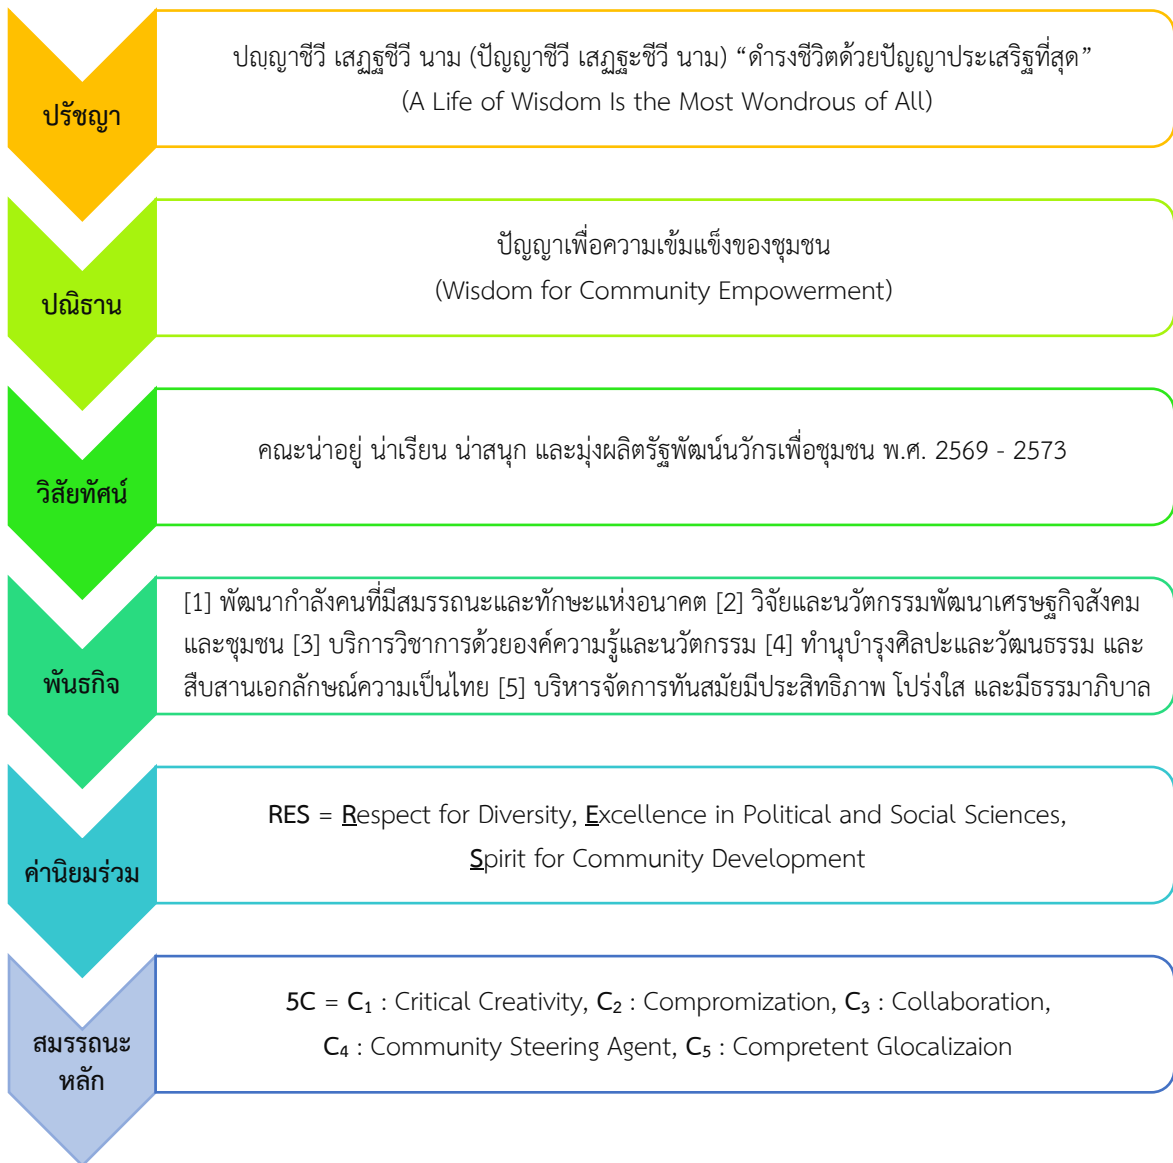 ปรัชญา
ปญฺญาชีวี เสฏฺฐชีวี นาม (ปัญญาชีวี เสฏฐะชีวี นาม) “ดำรงชีวิตด้วยปัญญาประเสริฐที่สุด”
(A Life of Wisdom Is the Most Wondrous of All)
ปณิธาน
ปัญญาเพื่อความเข้มแข็งของชุมชน
(Wisdom for Community Empowerment)
วิสัยทัศน์
คณะน่าอยู่ น่าเรียน น่าสนุก และมุ่งผลิตรัฐพัฒน์นวักรเพื่อชุมชน พ.ศ. 2569 - 2573
พันธกิจ
[1] พัฒนากำลังคนที่มีสมรรถนะและทักษะแห่งอนาคต [2] วิจัยและนวัตกรรมพัฒนาเศรษฐกิจสังคม
และชุมชน [3] บริการวิชาการด้วยองค์ความรู้และนวัตกรรม [4] ทำนุบำรุงศิลปะและวัฒนธรรม และ
สืบสานเอกลักษณ์ความเป็นไทย [5] บริหารจัดการทันสมัยมีประสิทธิภาพ โปร่งใส และมีธรรมาภิบาล
ค่านิยมร่วม
RES = Respect for Diversity, Excellence in Political and Social Sciences,
Spirit for Community Development
สมรรถนะ
หลัก
5C = C₁ : Critical Creativity, C₂ : Compromization, C₃ : Collaboration,
C₄ : Community Steering Agent, C₅ : Compretent Glocalizaion